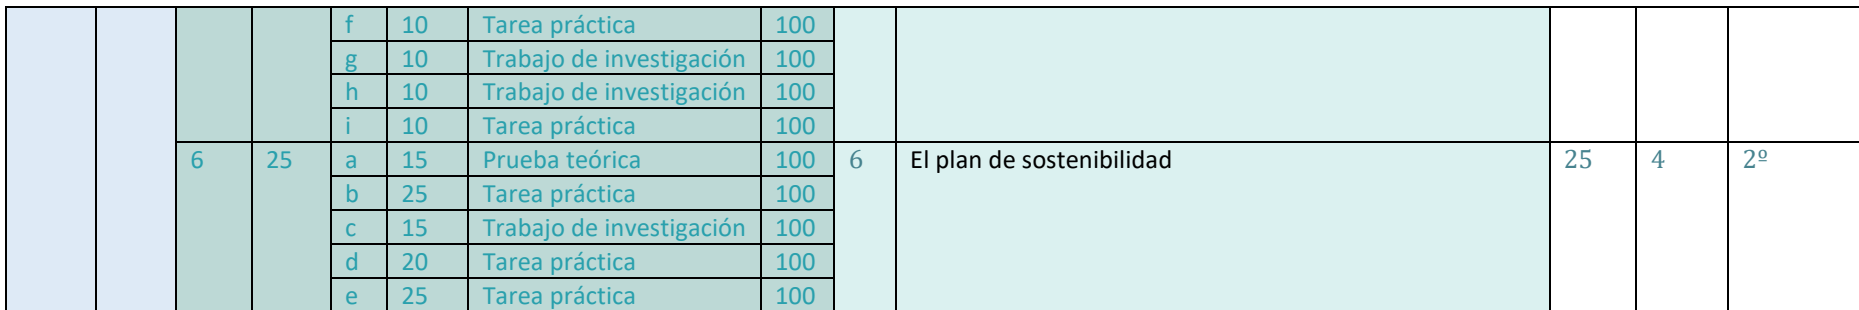 f 10 Tarea práctica 100
g 10 Trabajo de investigación 100
h 10 Trabajo de investigación 100
i 10 Tarea práctica 100
6 25 a 15 Prueba teórica 100 6 El plan de sostenibilidad 25 4 2º
b 25 Tarea práctica 100
c 15 Trabajo de investigación 100
d 20 Tarea práctica 100
e 25 Tarea práctica 100